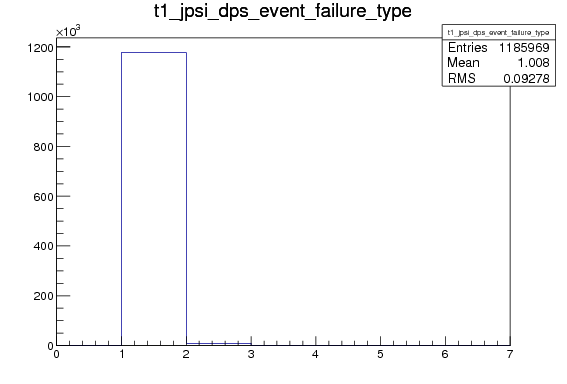 t1_jpsi_dps_event_failure_type
×10³
t1_jpsi_dps_event_failure_type
Entries 1185969
Mean 1.008
RMS 0.09278
1200
1000
800
600
400
200
0
0 1 2 3 4 5 6 7